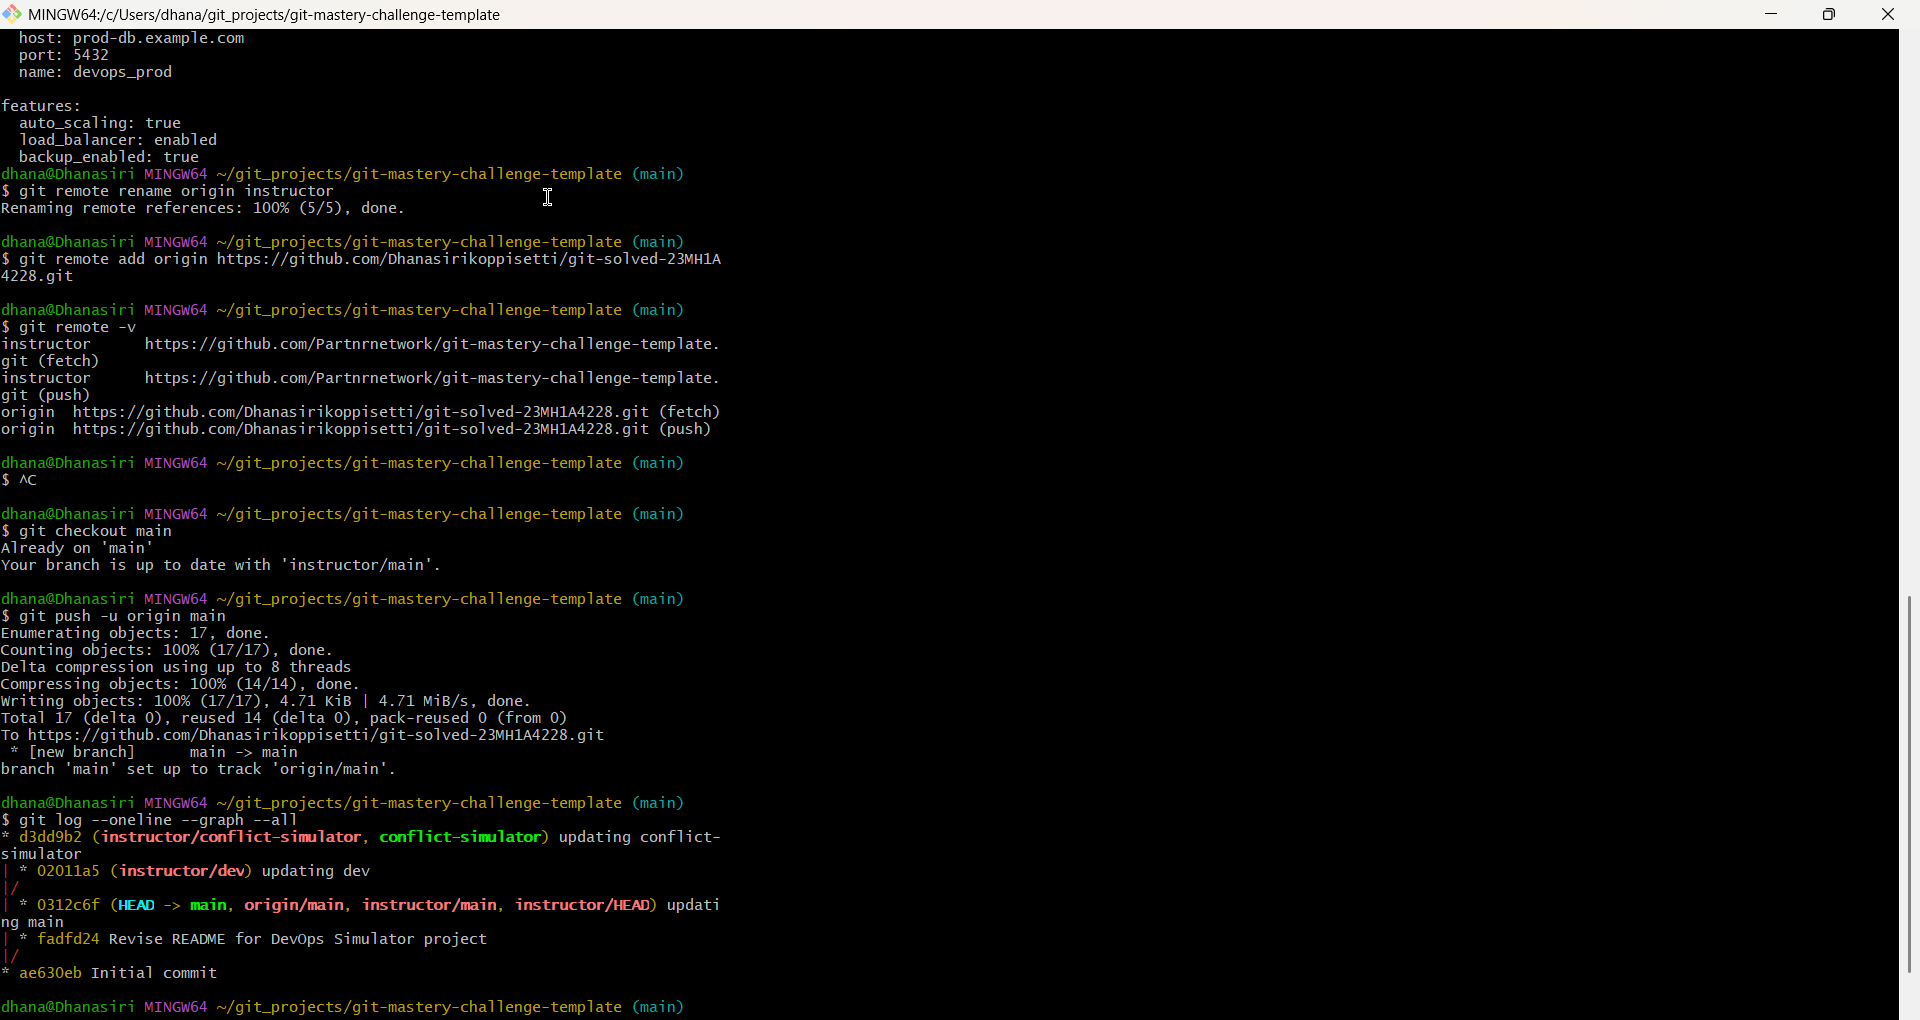 MINGW64:/c/Users/dhana/git_projects/git-mastery-challenge-template
  host: prod-db.example.com
  port: 5432
  name: devops_prod
features:
  auto_scaling: true
  load_balancer: enabled
  backup_enabled: true
dhana@Dhanasiri MINGW64 ~/git_projects/git-mastery-challenge-template (main)
$ git remote rename origin instructor
Renaming remote references: 100% (5/5), done.
dhana@Dhanasiri MINGW64 ~/git_projects/git-mastery-challenge-template (main)
$ git remote add origin https://github.com/Dhanasirikoppisetti/git-solved-23MH1A
4228.git
dhana@Dhanasiri MINGW64 ~/git_projects/git-mastery-challenge-template (main)
$ git remote -v
instructor      https://github.com/Partnrnetwork/git-mastery-challenge-template.
git (fetch)
instructor      https://github.com/Partnrnetwork/git-mastery-challenge-template.
git (push)
origin  https://github.com/Dhanasirikoppisetti/git-solved-23MH1A4228.git (fetch)
origin  https://github.com/Dhanasirikoppisetti/git-solved-23MH1A4228.git (push)
dhana@Dhanasiri MINGW64 ~/git_projects/git-mastery-challenge-template (main)
$ ^C
dhana@Dhanasiri MINGW64 ~/git_projects/git-mastery-challenge-template (main)
$ git checkout main
Already on 'main'
Your branch is up to date with 'instructor/main'.
dhana@Dhanasiri MINGW64 ~/git_projects/git-mastery-challenge-template (main)
$ git push -u origin main
Enumerating objects: 17, done.
Counting objects: 100% (17/17), done.
Delta compression using up to 8 threads
Compressing objects: 100% (14/14), done.
Writing objects: 100% (17/17), 4.71 KiB | 4.71 MiB/s, done.
Total 17 (delta 0), reused 14 (delta 0), pack-reused 0 (from 0)
To https://github.com/Dhanasirikoppisetti/git-solved-23MH1A4228.git
 * [new branch]      main -> main
branch 'main' set up to track 'origin/main'.
dhana@Dhanasiri MINGW64 ~/git_projects/git-mastery-challenge-template (main)
$ git log --oneline --graph --all
* d3dd9b2 (instructor/conflict-simulator, conflict-simulator) updating conflict-
simulator
| * 02011a5 (instructor/dev) updating dev
|/
| * 0312c6f (HEAD -> main, origin/main, instructor/main, instructor/HEAD) updati
ng main
| * fadfd24 Revise README for DevOps Simulator project
|/
* ae630eb Initial commit
dhana@Dhanasiri MINGW64 ~/git_projects/git-mastery-challenge-template (main)